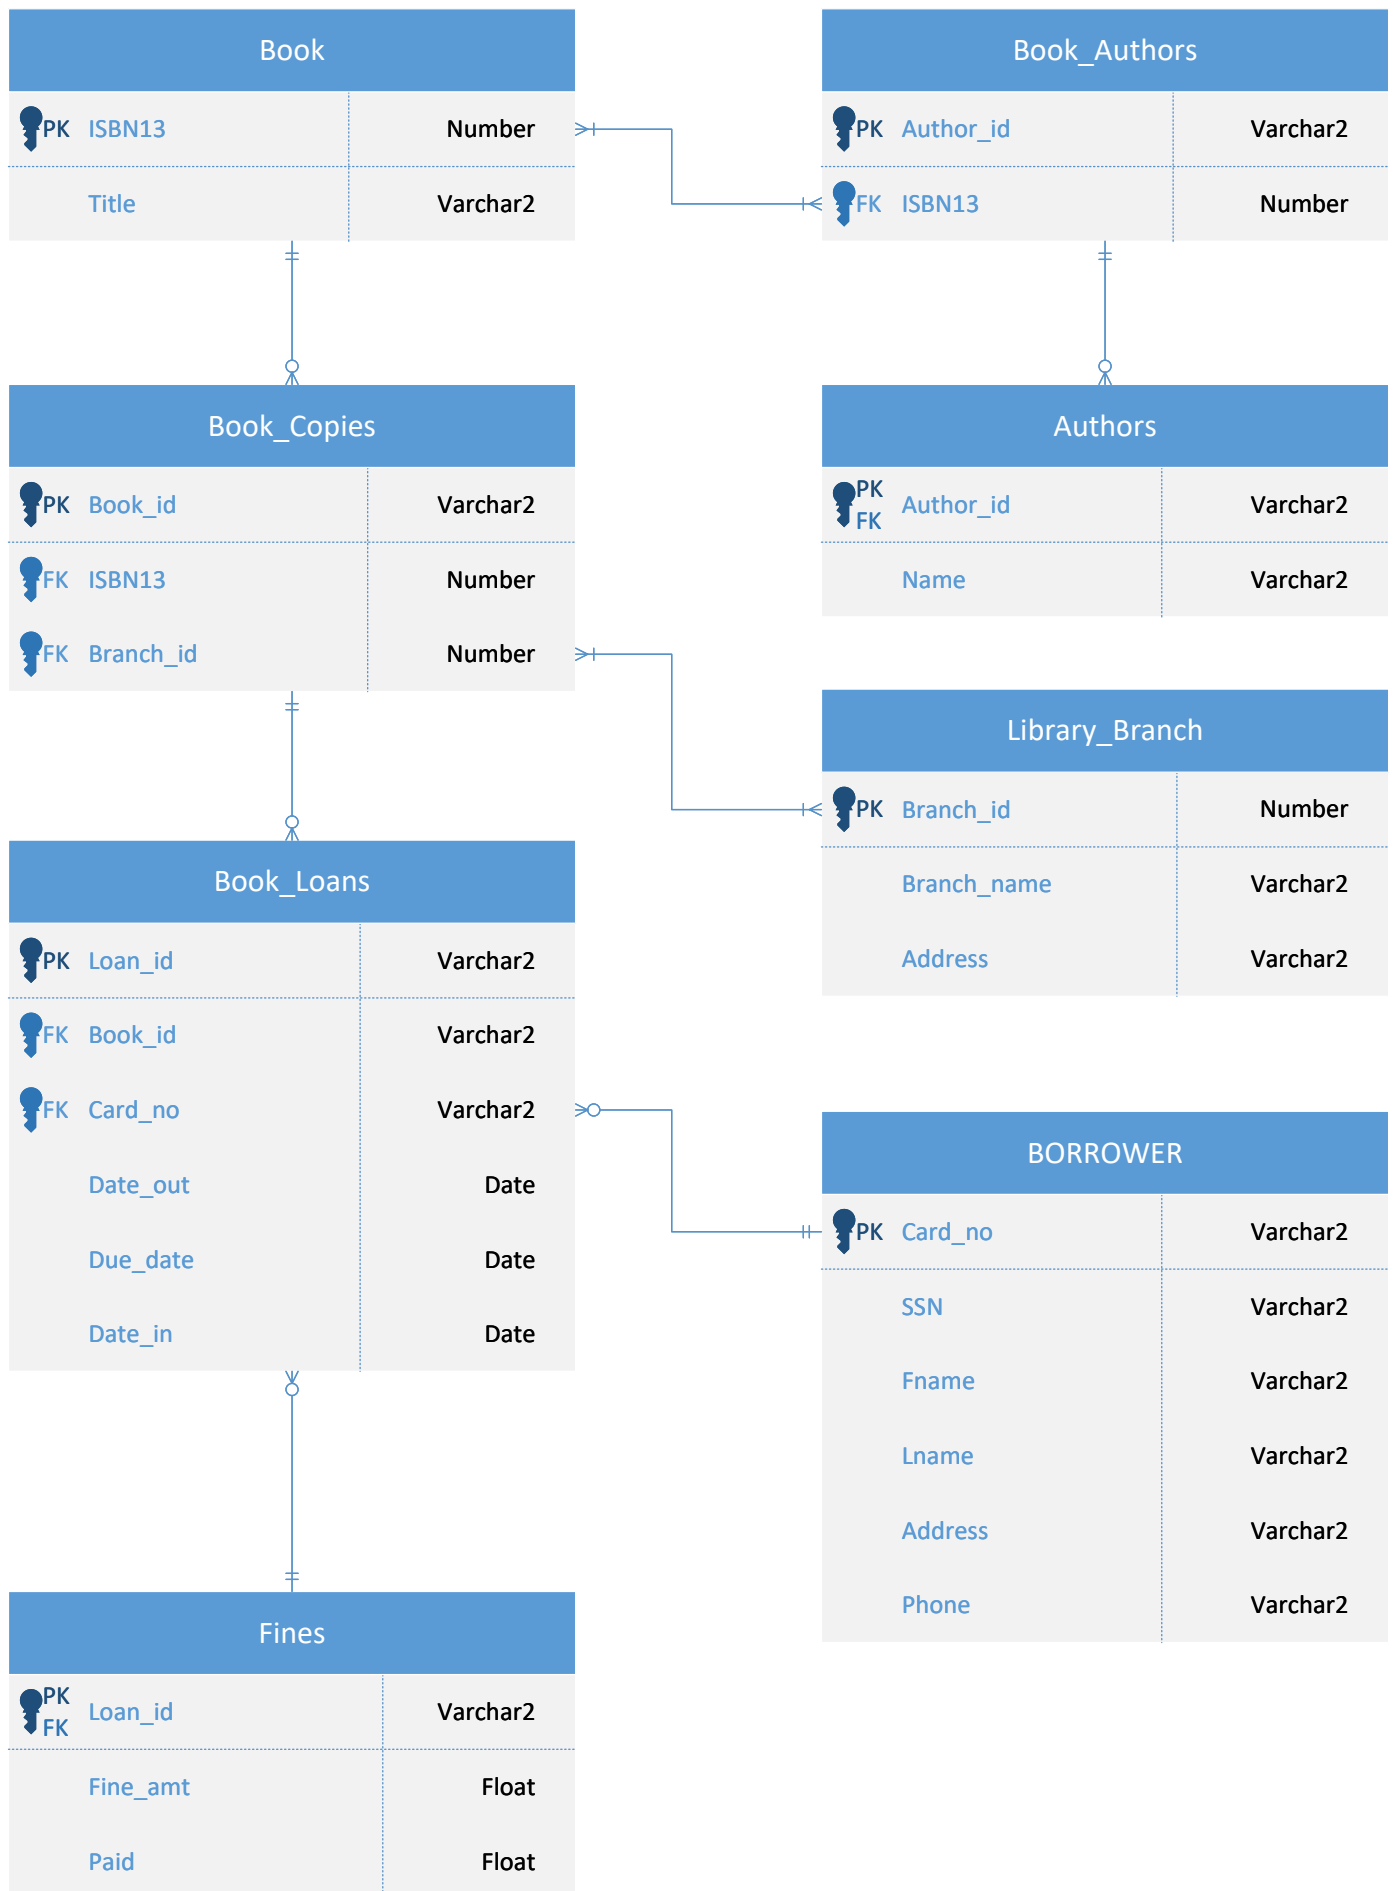 Book
PK ISBN13 Number
Title Varchar2
Book_Authors
PK Author_id Varchar2
FK ISBN13 Number
Book_Copies
PK Book_id Varchar2
FK ISBN13 Number
FK Branch_id Number
Authors
PK
FK Author_id Varchar2
Name Varchar2
Library_Branch
PK Branch_id Number
Branch_name Varchar2
Address Varchar2
Book_Loans
PK Loan_id Varchar2
FK Book_id Varchar2
FK Card_no Varchar2
Date_out Date
Due_date Date
Date_in Date
BORROWER
PK Card_no Varchar2
SSN Varchar2
Fname Varchar2
Lname Varchar2
Address Varchar2
Phone Varchar2
Fines
PK
FK Loan_id Varchar2
Fine_amt Float
Paid Float